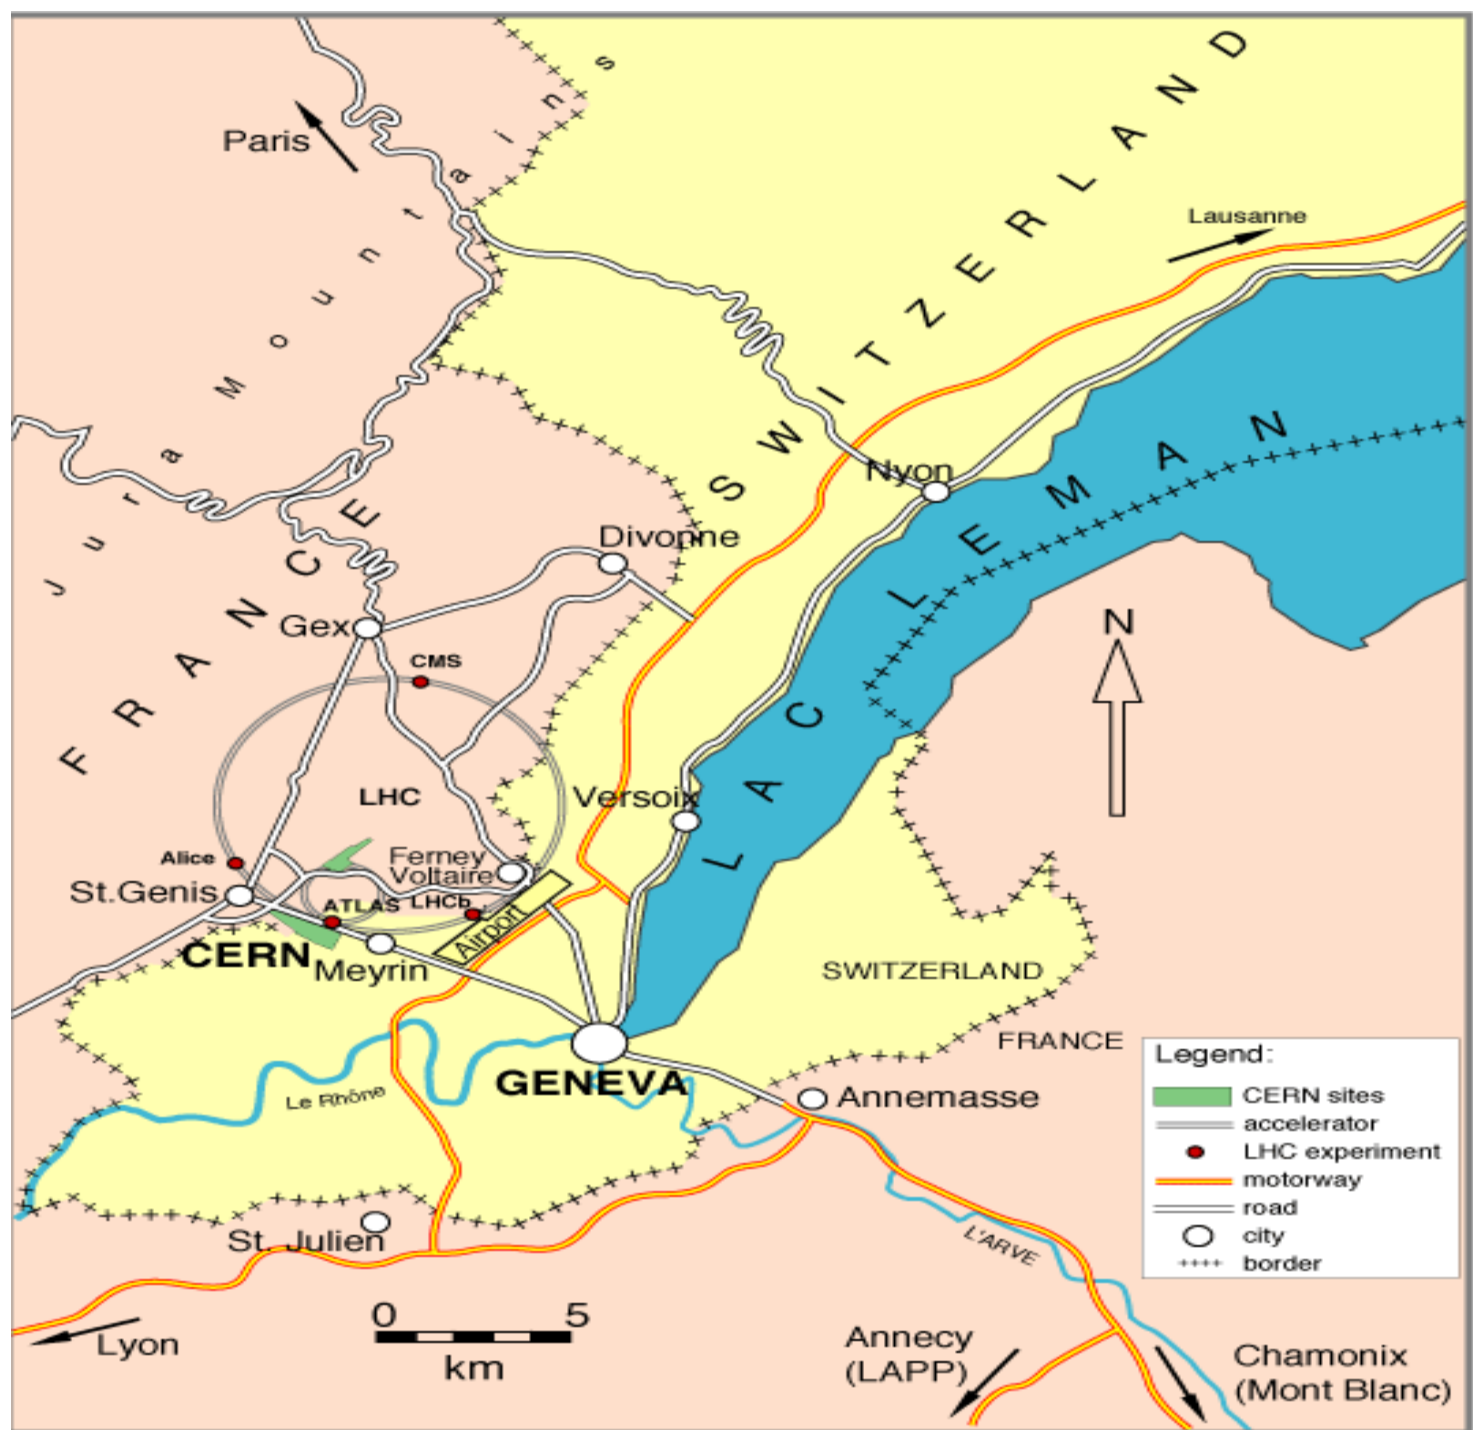 Paris
Jura Mountains
SWITZERLAND
Lausanne
FRANCE
Nyon
LAC LEMAN
Divonne
Gex
CMS
N
LHC
Versoix
Alice
Ferney
Voltaire
St.Genis
ATLAS
LHCb
Airport
CERN
Meyrin
SWITZERLAND
FRANCE
GENEVA
Le Rhône
Annemasse
Legend:
CERN sites
accelerator
LHC experiment
motorway
road
city
border
St. Julien
L'ARVE
0 5
km
Lyon
Annecy
(LAPP)
Chamonix
(Mont Blanc)